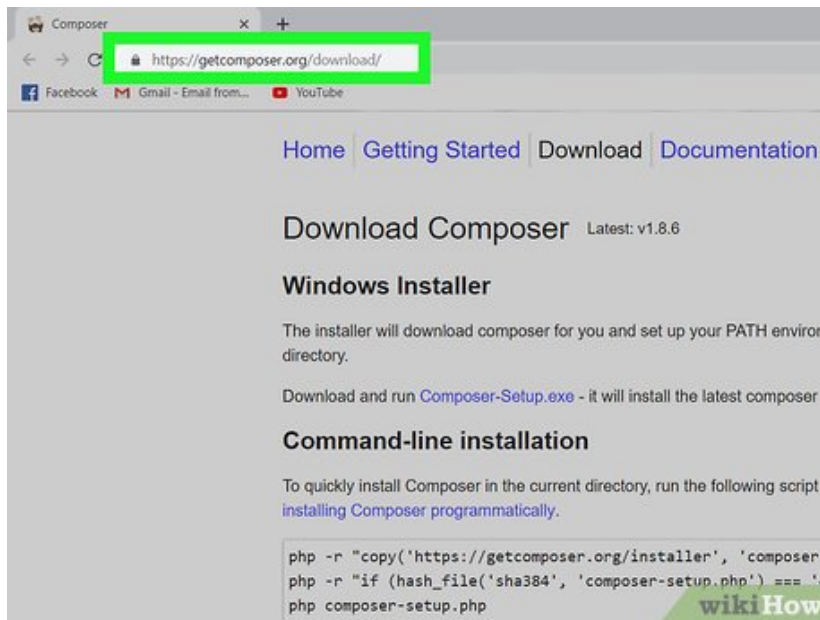 Composer
https://getcomposer.org/download/
Facebook Gmail - Email from... YouTube
Home Getting Started Download Documentation
Download Composer Latest: v1.8.6
Windows Installer
The installer will download composer for you and set up your PATH
directory.
Download and run Composer-Setup.exe - it will install the latest composer
Command-line installation
To quickly install Composer in the current directory, run the following script
installing Composer programmatically.
php -r "copy('https://getcomposer.org/installer', 'composer
php -r "if (hash_file('sha384', 'composer-setup.php') === '
php composer-setup.php
wikiHow